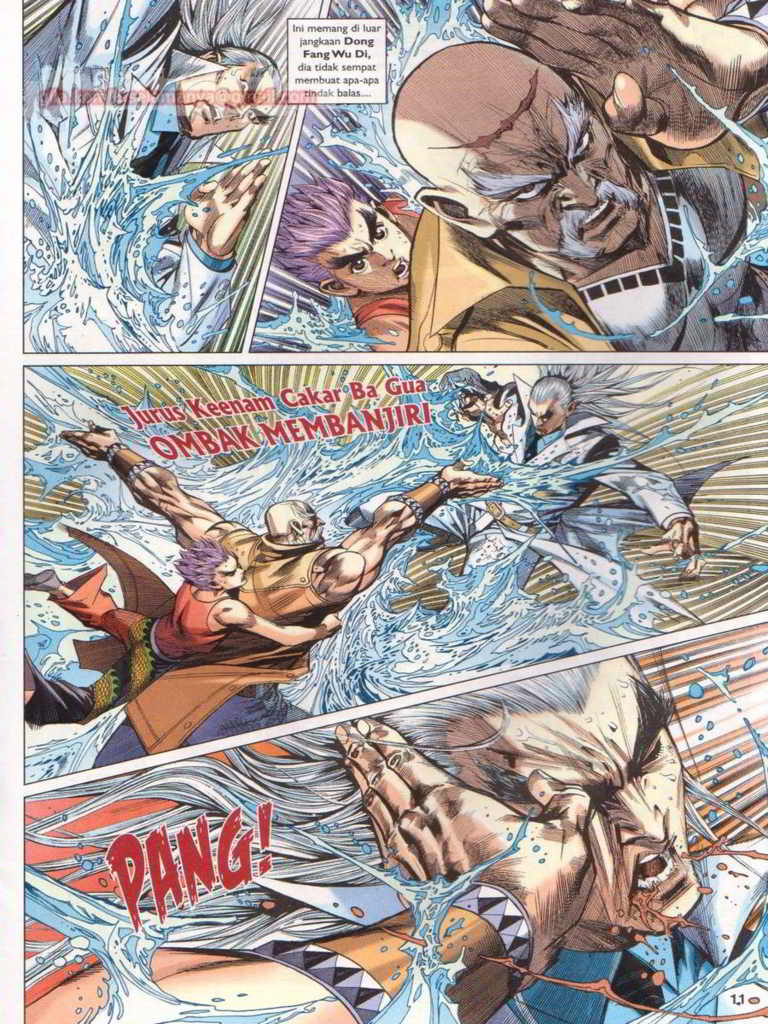 Ini memang di luar
jangkaan Dong
Fang Wu Di,
dia tidak sempat
membuat apa-apa
tindak balas....
Jurus Keenam Cakar Ba Gua
OMBAK MEMBANJIRI
PANG!
11